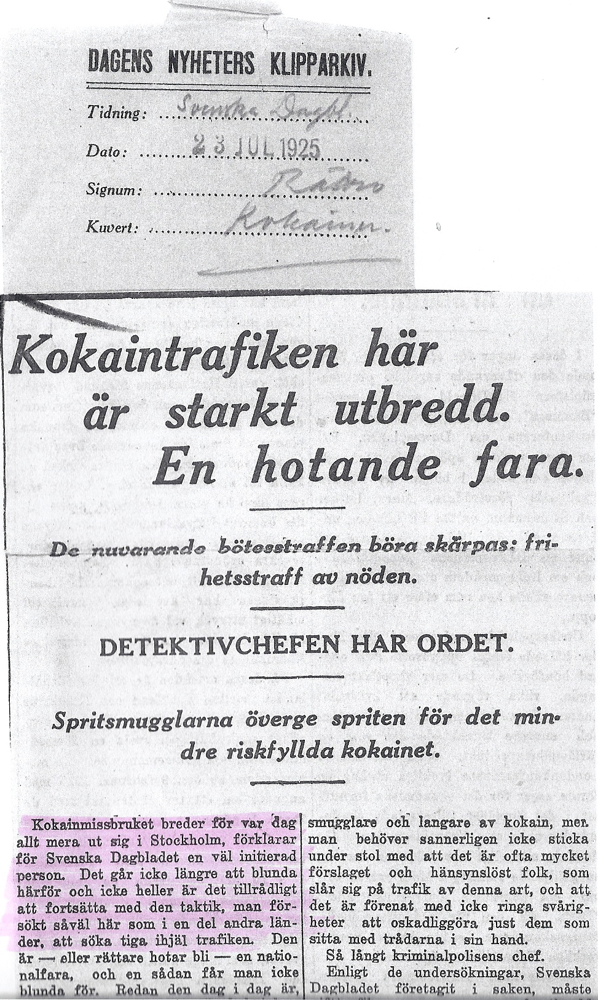 DAGENS NYHETERS KLIPPARKIV.
Tidning: Svenska Dagbl.
Dato: 23 JUL 1925
Signum:
Kuvert: Kokainer.
Kokaintrafiken här
är starkt utbredd.
En hotande fara.
De nuvarande bötesstraffen böra skärpas; fri-
hetsstraff av nöden.
DETEKTIVCHEFEN HAR ORDET.
Spritsmugglarna överge spriten för det min-
dre riskfyllda kokainet.
Kokainmissbruket breder för var dag
allt mera ut sig i Stockholm, förklarar
för Svenska Dagbladet en väl initierad
person. Det går icke längre att blunda
härför och icke heller är det tillrådligt
att fortsätta med den taktik, man för-
sökt såväl här som i en del andra län-
der, att söka tiga ihjäl trafiken. Den
är — eller rättare hotar bli — en natio-
nalfara, och en sådan får man icke
blunda för. Redan den dag i dag är,
smugglare och langare av kokain, men
man behöver sannerligen icke sticka
under stol med att det är ofta mycket
förslaget och hänsynslöst folk, som
slår sig på trafik av denna art, och att
det är förenat med icke ringa svårig-
heter att oskadliggöra just dem som
sitta med trådarna i sin hand.
Så långt kriminalpolisens chef.
Enligt de undersökningar, Svenska
Dagbladet företagit i saken, måste